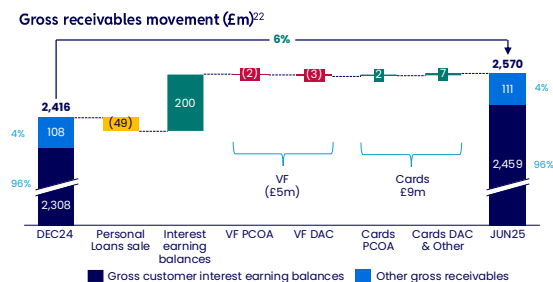 Gross receivables movement (£m)22
6%
2,416
108
4%
96%
2,308
(49)
200
(2)
(3)
2
7
2,570
111
4%
2,459
96%
VF
(£5m)
Cards
£9m
DEC24
Personal
Loans sale
Interest
earning
balances
VF PCOA
VF DAC
Cards
PCOA
Cards DAC
& Other
JUN25
Gross customer interest earning balances
Other gross receivables